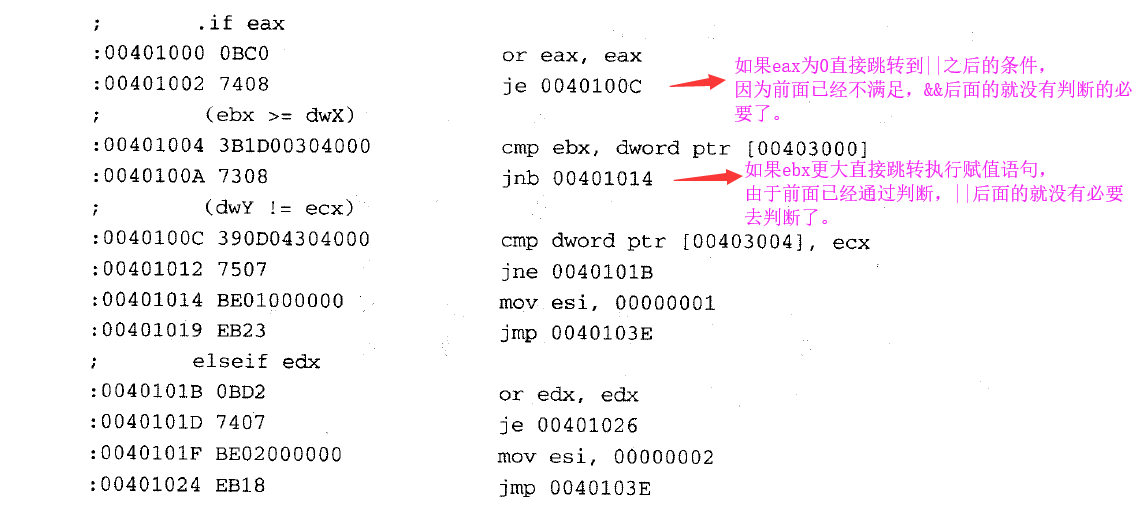 ; .if eax
:00401000 0BC0 or eax, eax
:00401002 7408 je 0040100C
如果eax为0直接跳转到||之后的条件，
因为前面已经不满足，&&后面的就没有判断的必
要了。
; (ebx >= dwX)
:00401004 3B1D00304000 cmp ebx, dword ptr [00403000]
:0040100A 7308 jnb 00401014
如果ebx更大直接跳转执行赋值语句，
由于前面已经通过判断，||后面的就没有必要
去判断了。
; (dwY != ecx)
:0040100C 390D04304000 cmp dword ptr [00403004], ecx
:00401012 7507 jne 0040101B
:00401014 BE01000000 mov esi, 00000001
:00401019 EB23 jmp 0040103E
; elseif edx
:0040101B 0BD2 or edx, edx
:0040101D 7407 je 00401026
:0040101F BE02000000 mov esi, 00000002
:00401024 EB18 jmp 0040103E